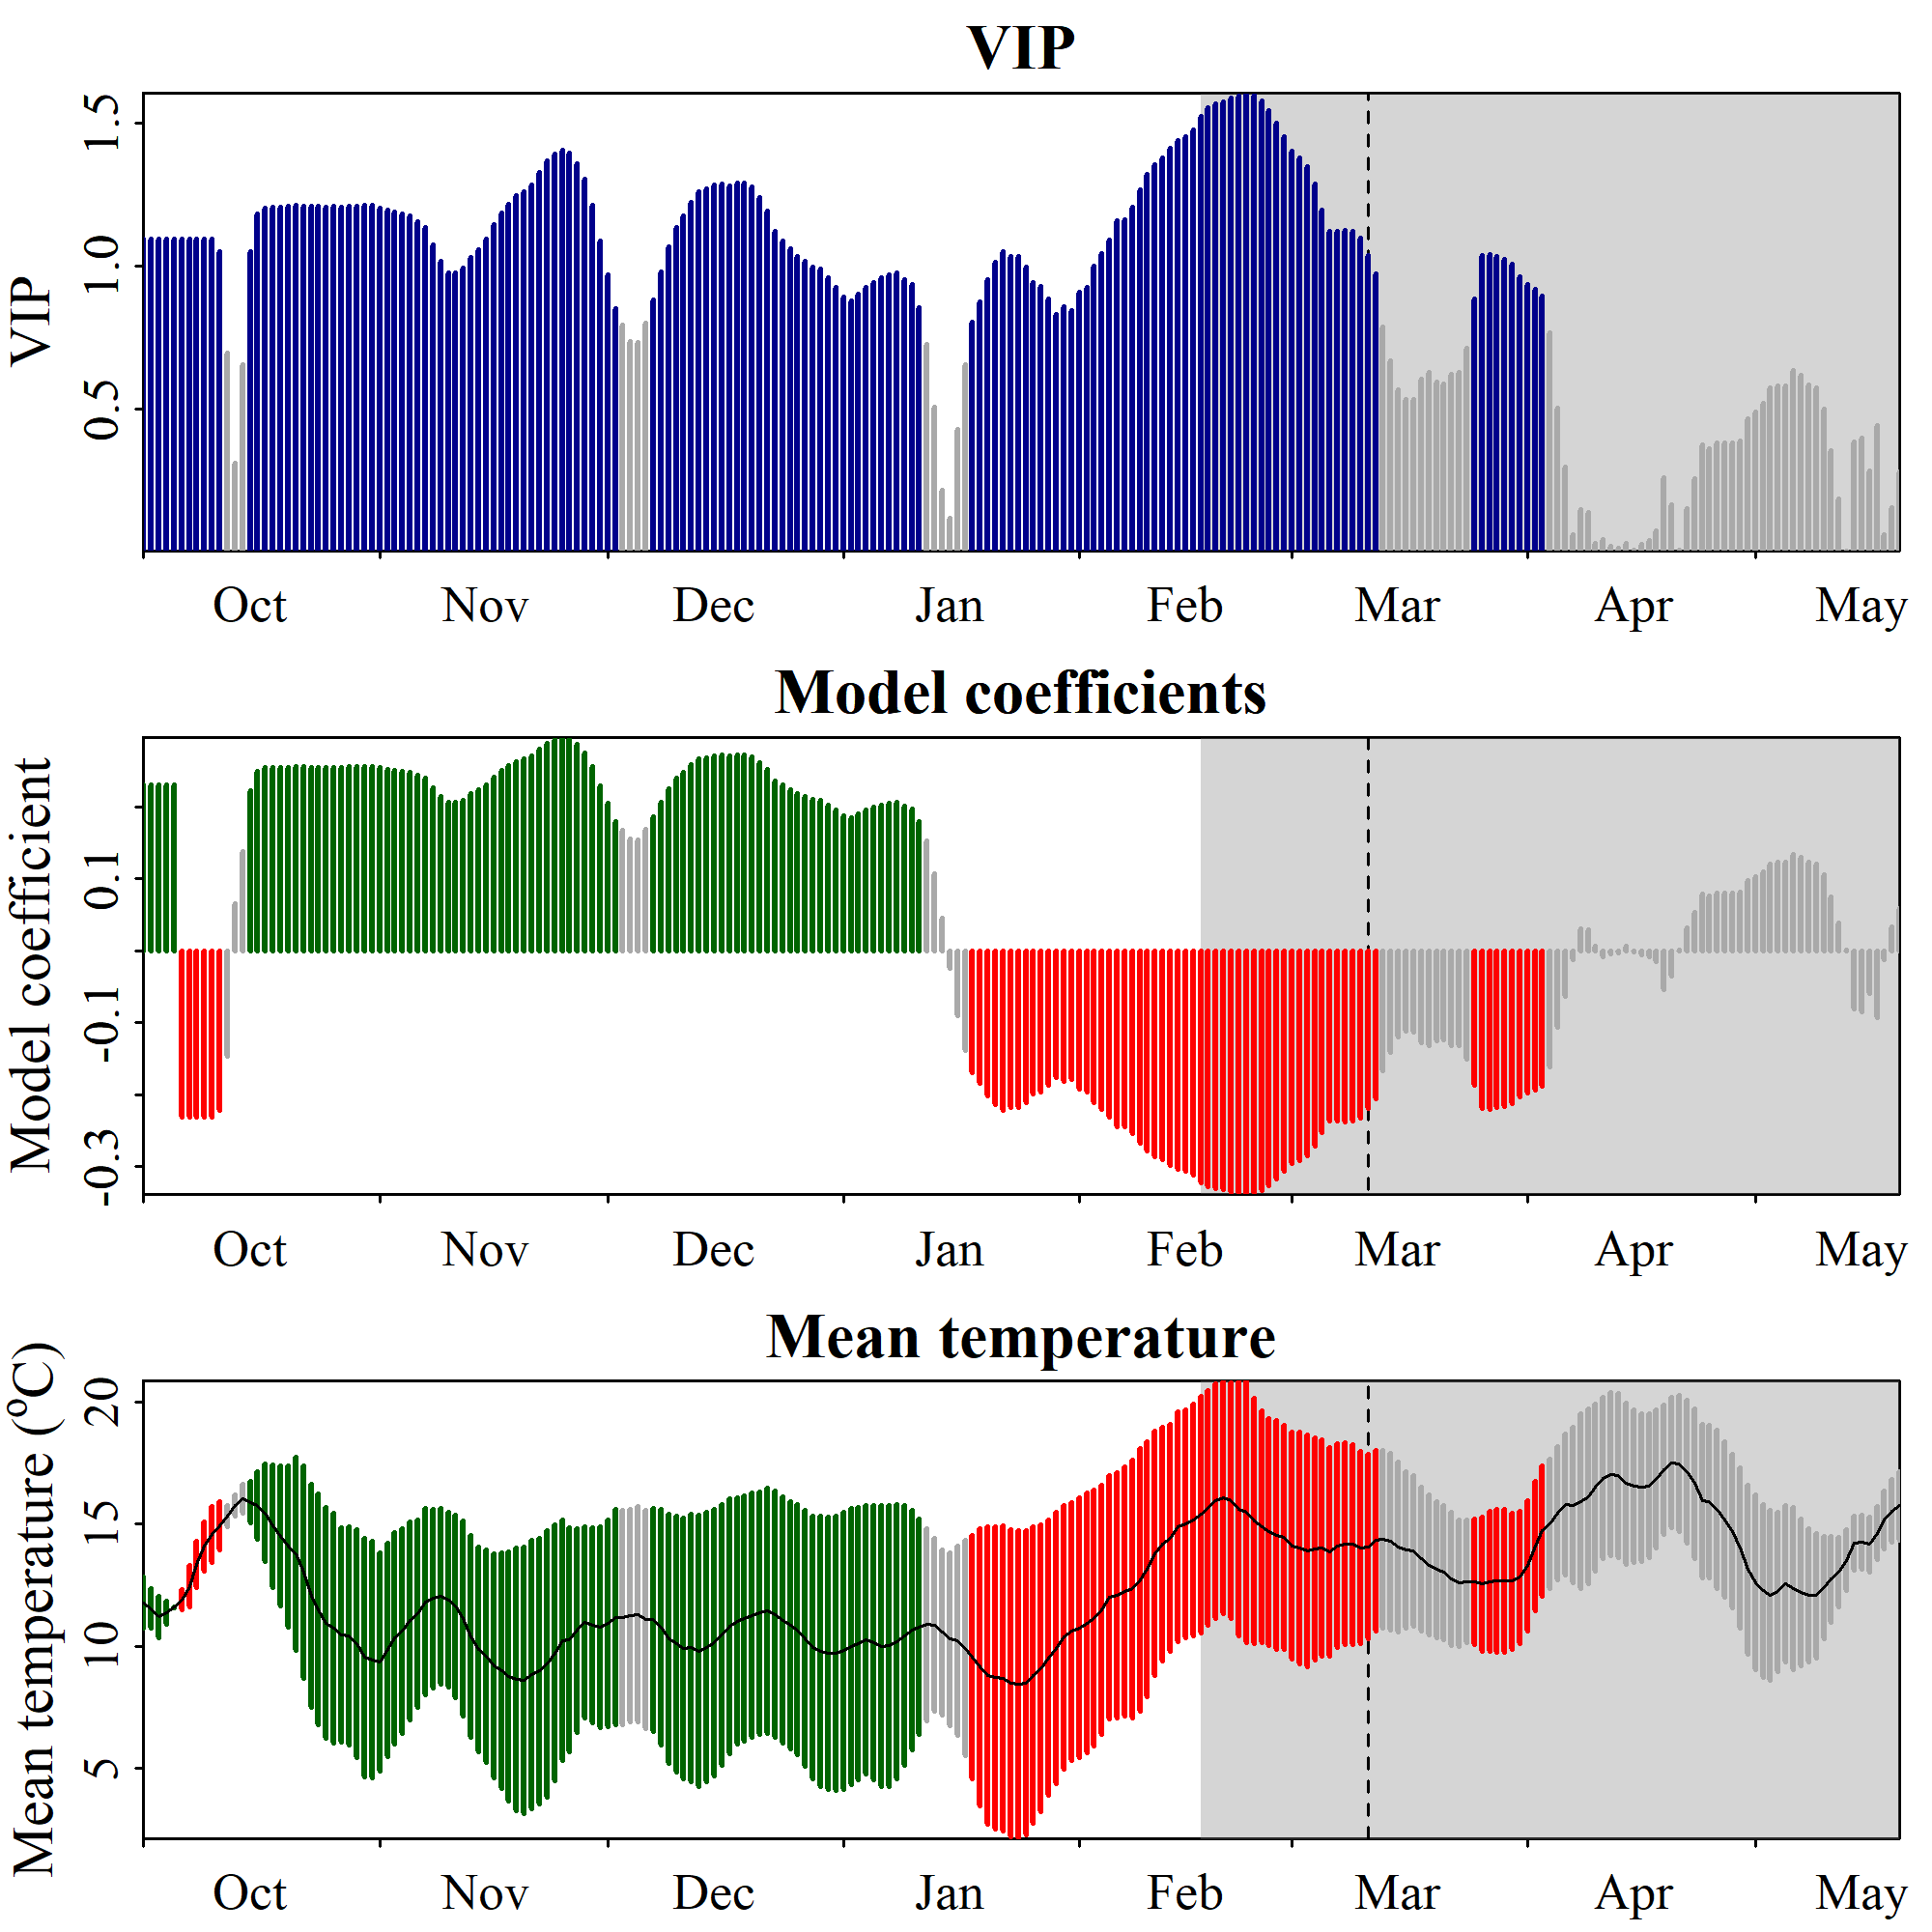 VIP
VIP
1.5
1.0
0.5
Oct Nov Dec Jan Feb Mar Apr May
Model coefficients
Model coefficient
0.1
-0.1
-0.3
Oct Nov Dec Jan Feb Mar Apr May
Mean temperature
Mean temperature (ºC)
20
15
10
5
Oct Nov Dec Jan Feb Mar Apr May